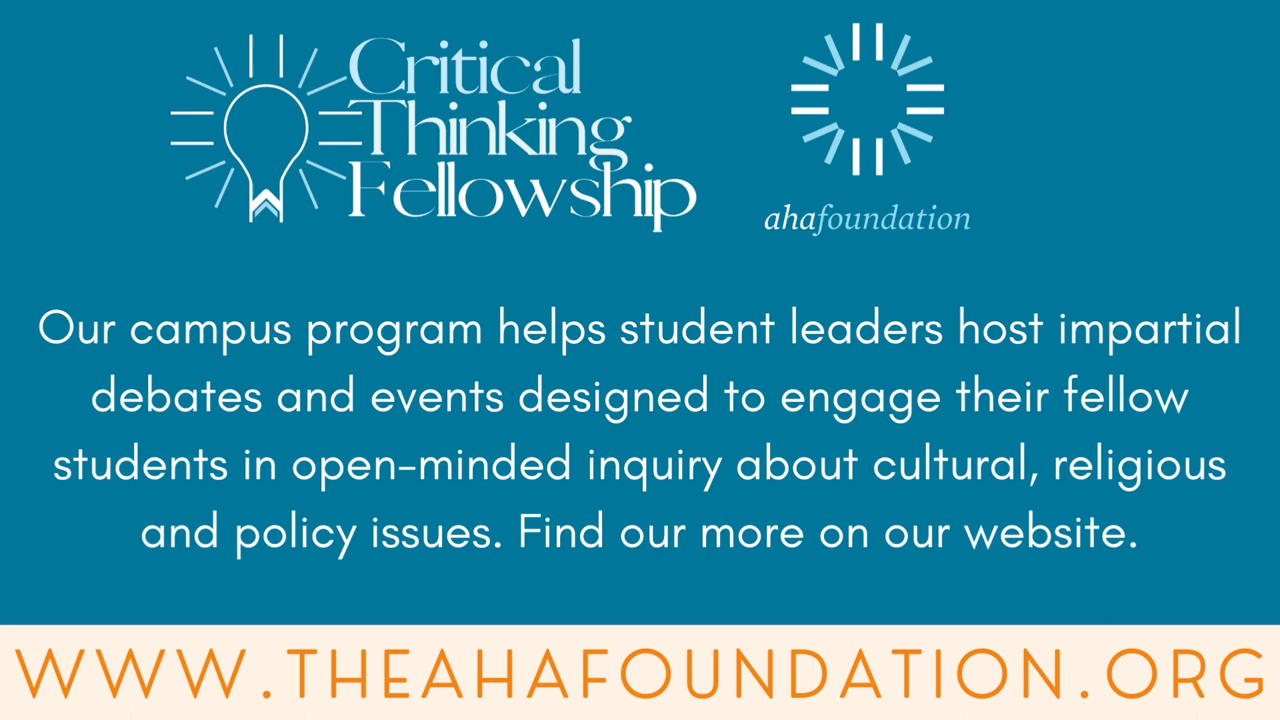 Critical
Thinking
Fellowship
ahafoundation
Our campus program helps student leaders host impartial
debates and events designed to engage their fellow
students in open-minded inquiry about cultural, religious
and policy issues. Find our more on our website.
WWW.THEAHAFOUNDATION.ORG